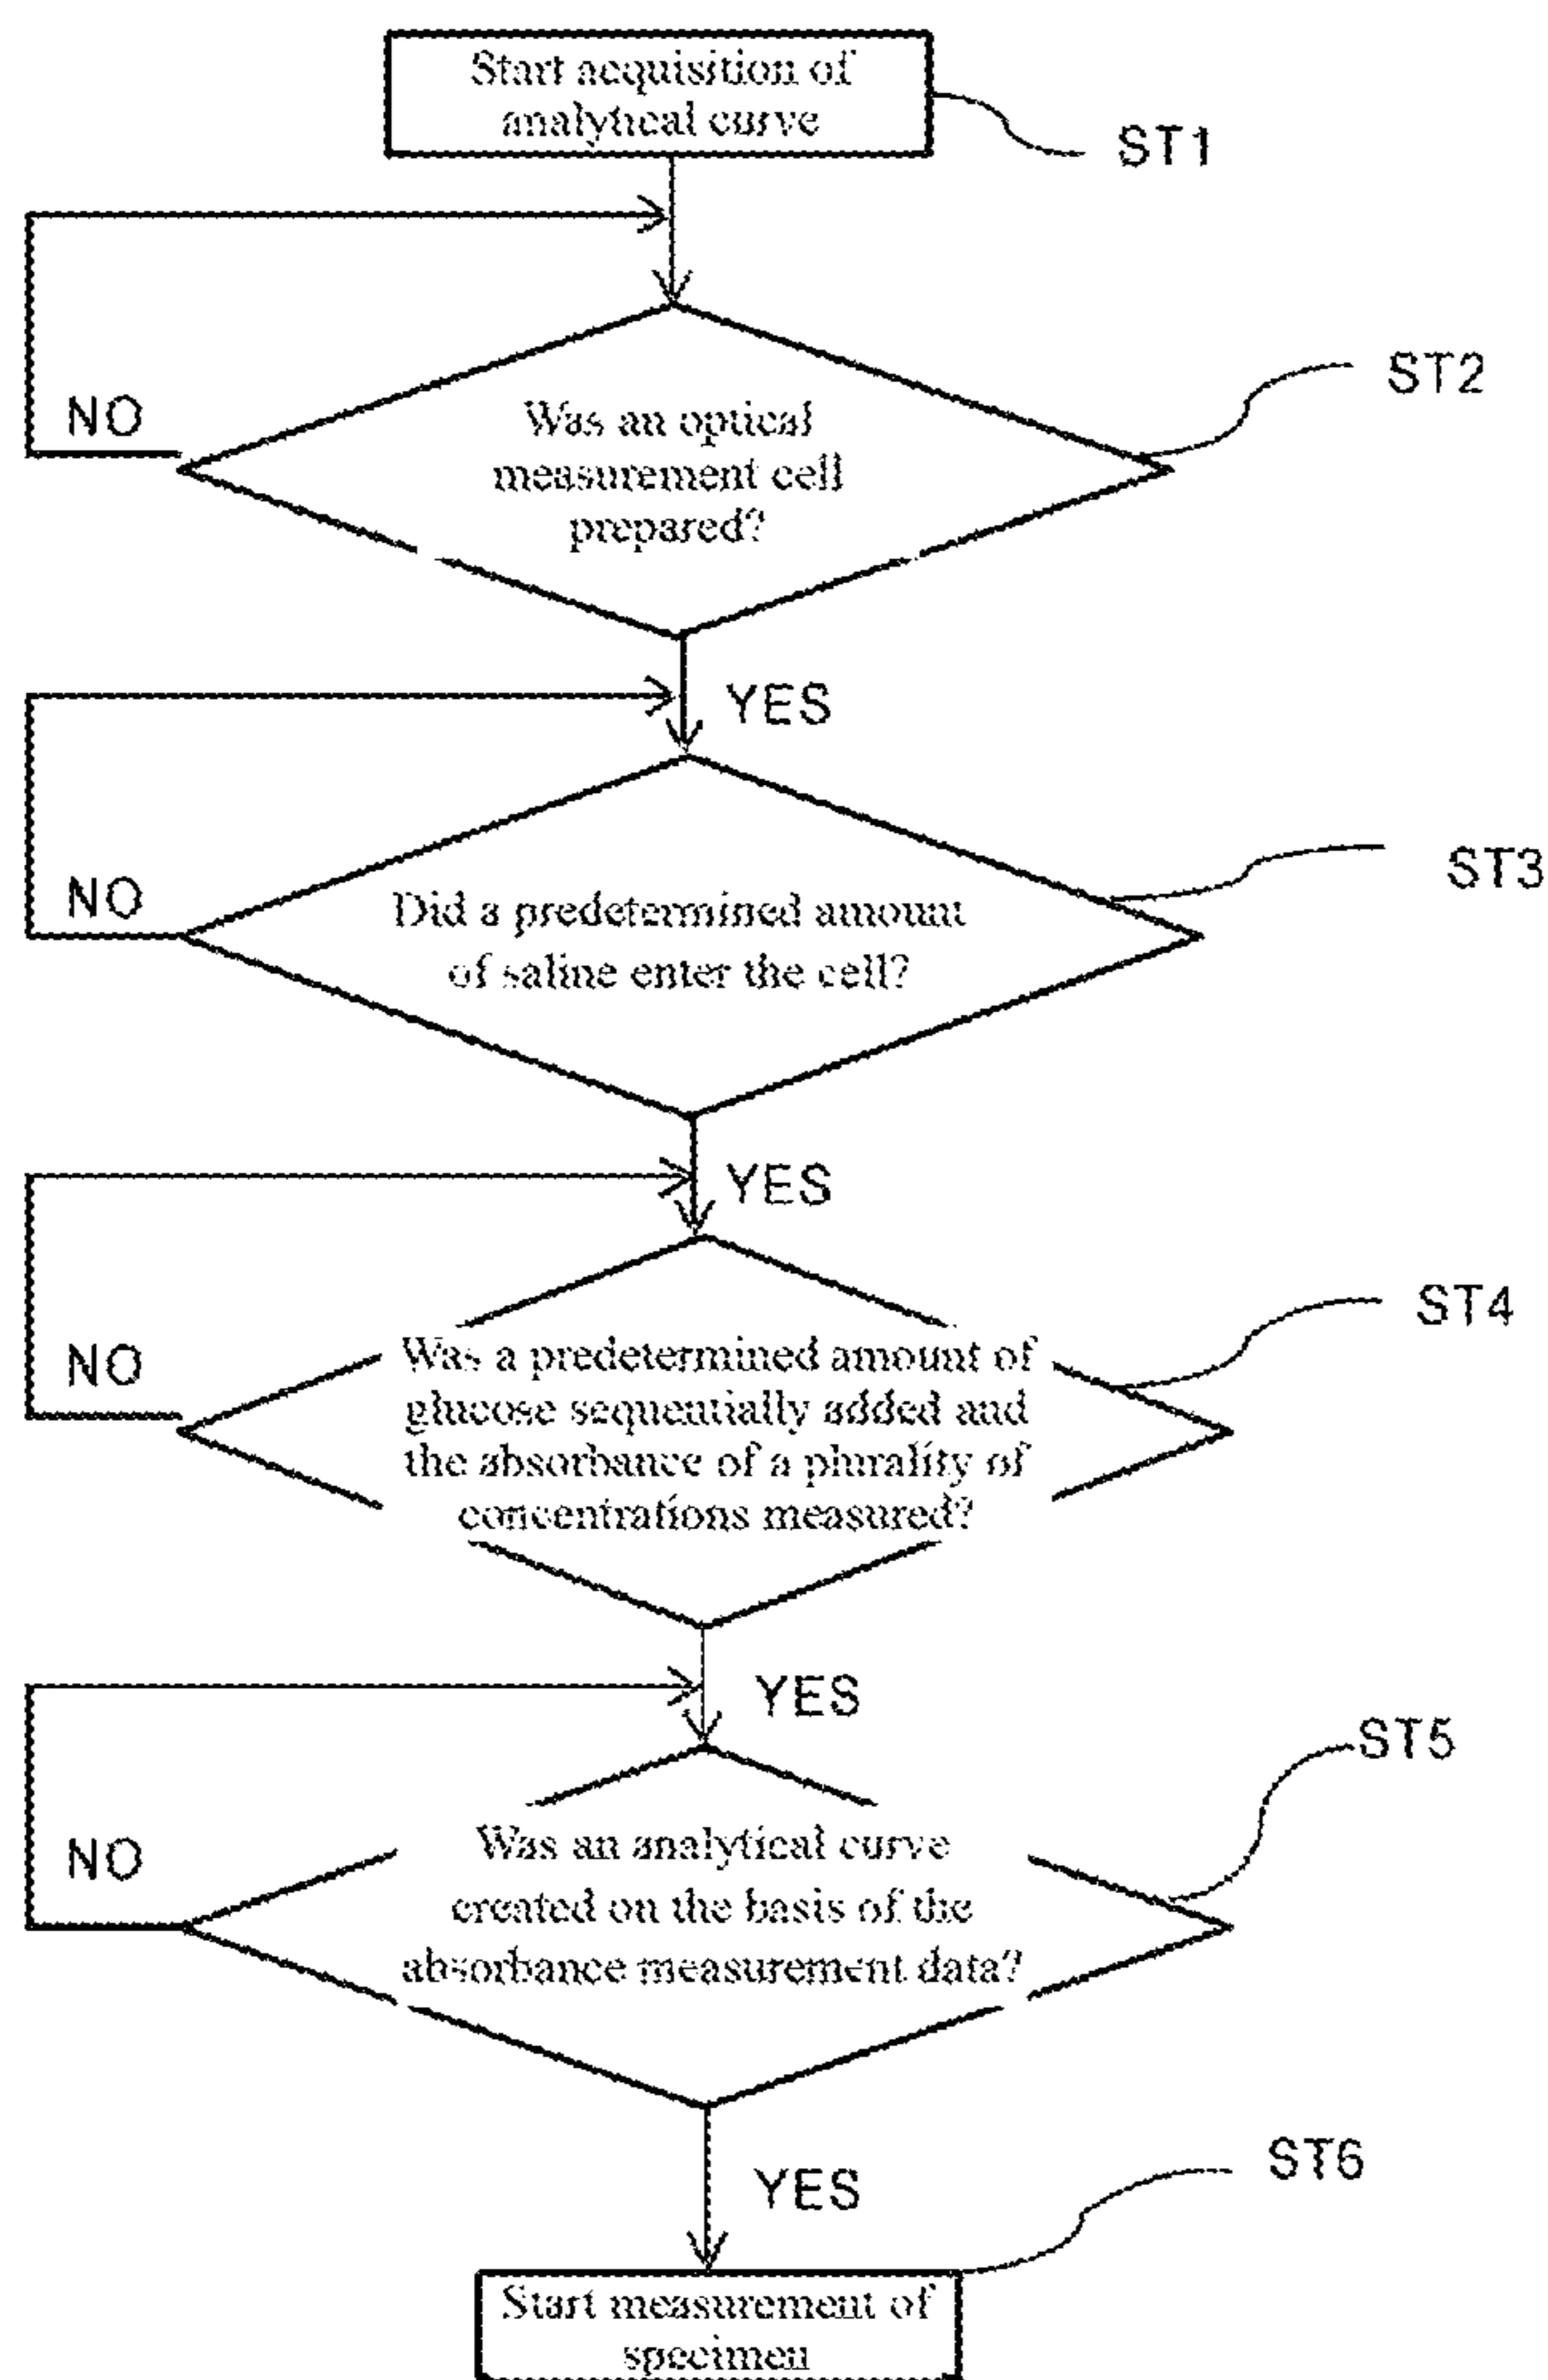 Start acquisition of
analytical curve
ST1
ST2
NO
Was an optical
measurement cell
prepared?
YES
ST3
NO
Did a predetermined amount
of saline enter the cell?
YES
ST4
NO
Was a predetermined amount of
glucose sequentially added and
the absorbance of a plurality of
concentrations measured?
YES
ST5
NO
Was an analytical curve
created on the basis of the
absorbance measurement data?
YES
ST6
Start measurement of
specimen